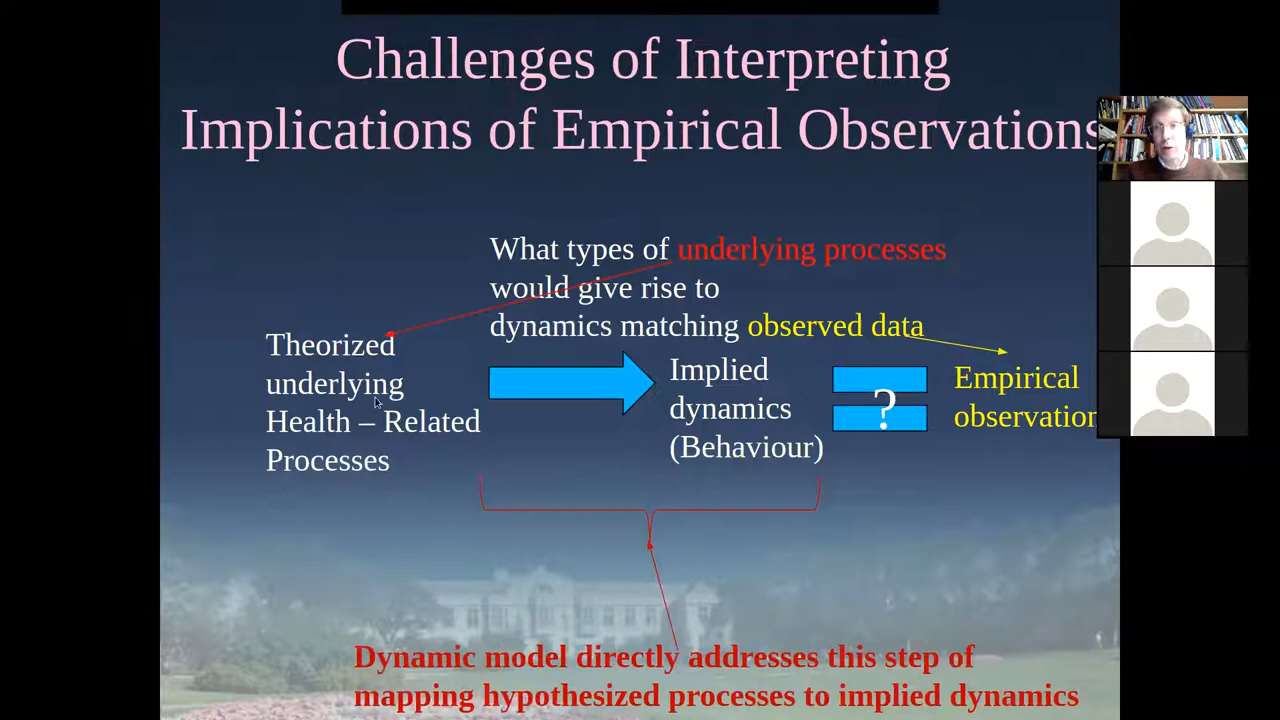 Challenges of Interpreting
Implications of Empirical Observations
What types of underlying processes
would give rise to
dynamics matching observed data
Theorized
underlying
Health – Related
Processes
Implied
dynamics
(Behaviour)
?
Empirical
observation
Dynamic model directly addresses this step of
mapping hypothesized processes to implied dynamics